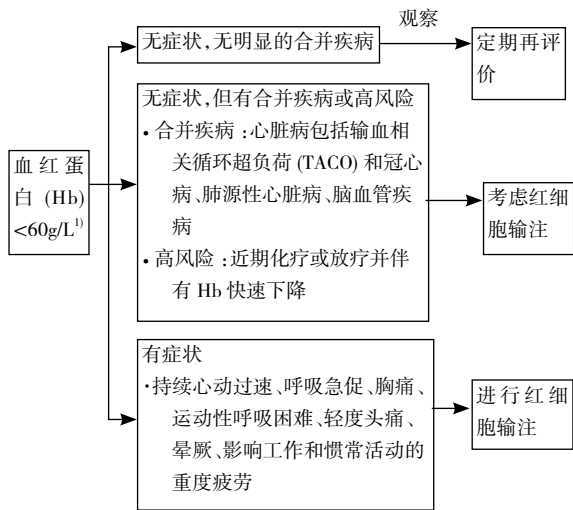 无症状,无明显的合并疾病
观察
定期再评
价
无症状,但有合并疾病或高风险
• 合并疾病:心脏病包括输血相
关循环超负荷(TACO)和冠心
病、肺源性心脏病、脑血管疾
病
• 高风险:近期化疗或放疗并伴
有 Hb 快速下降
血红蛋
白 (Hb)
<60g/L1)
考虑红细
胞输注
有症状
·持续心动过速、呼吸急促、胸痛、
运动性呼吸困难、轻度头痛、
晕厥、影响工作和惯常活动的
重度疲劳
进行红细
胞输注